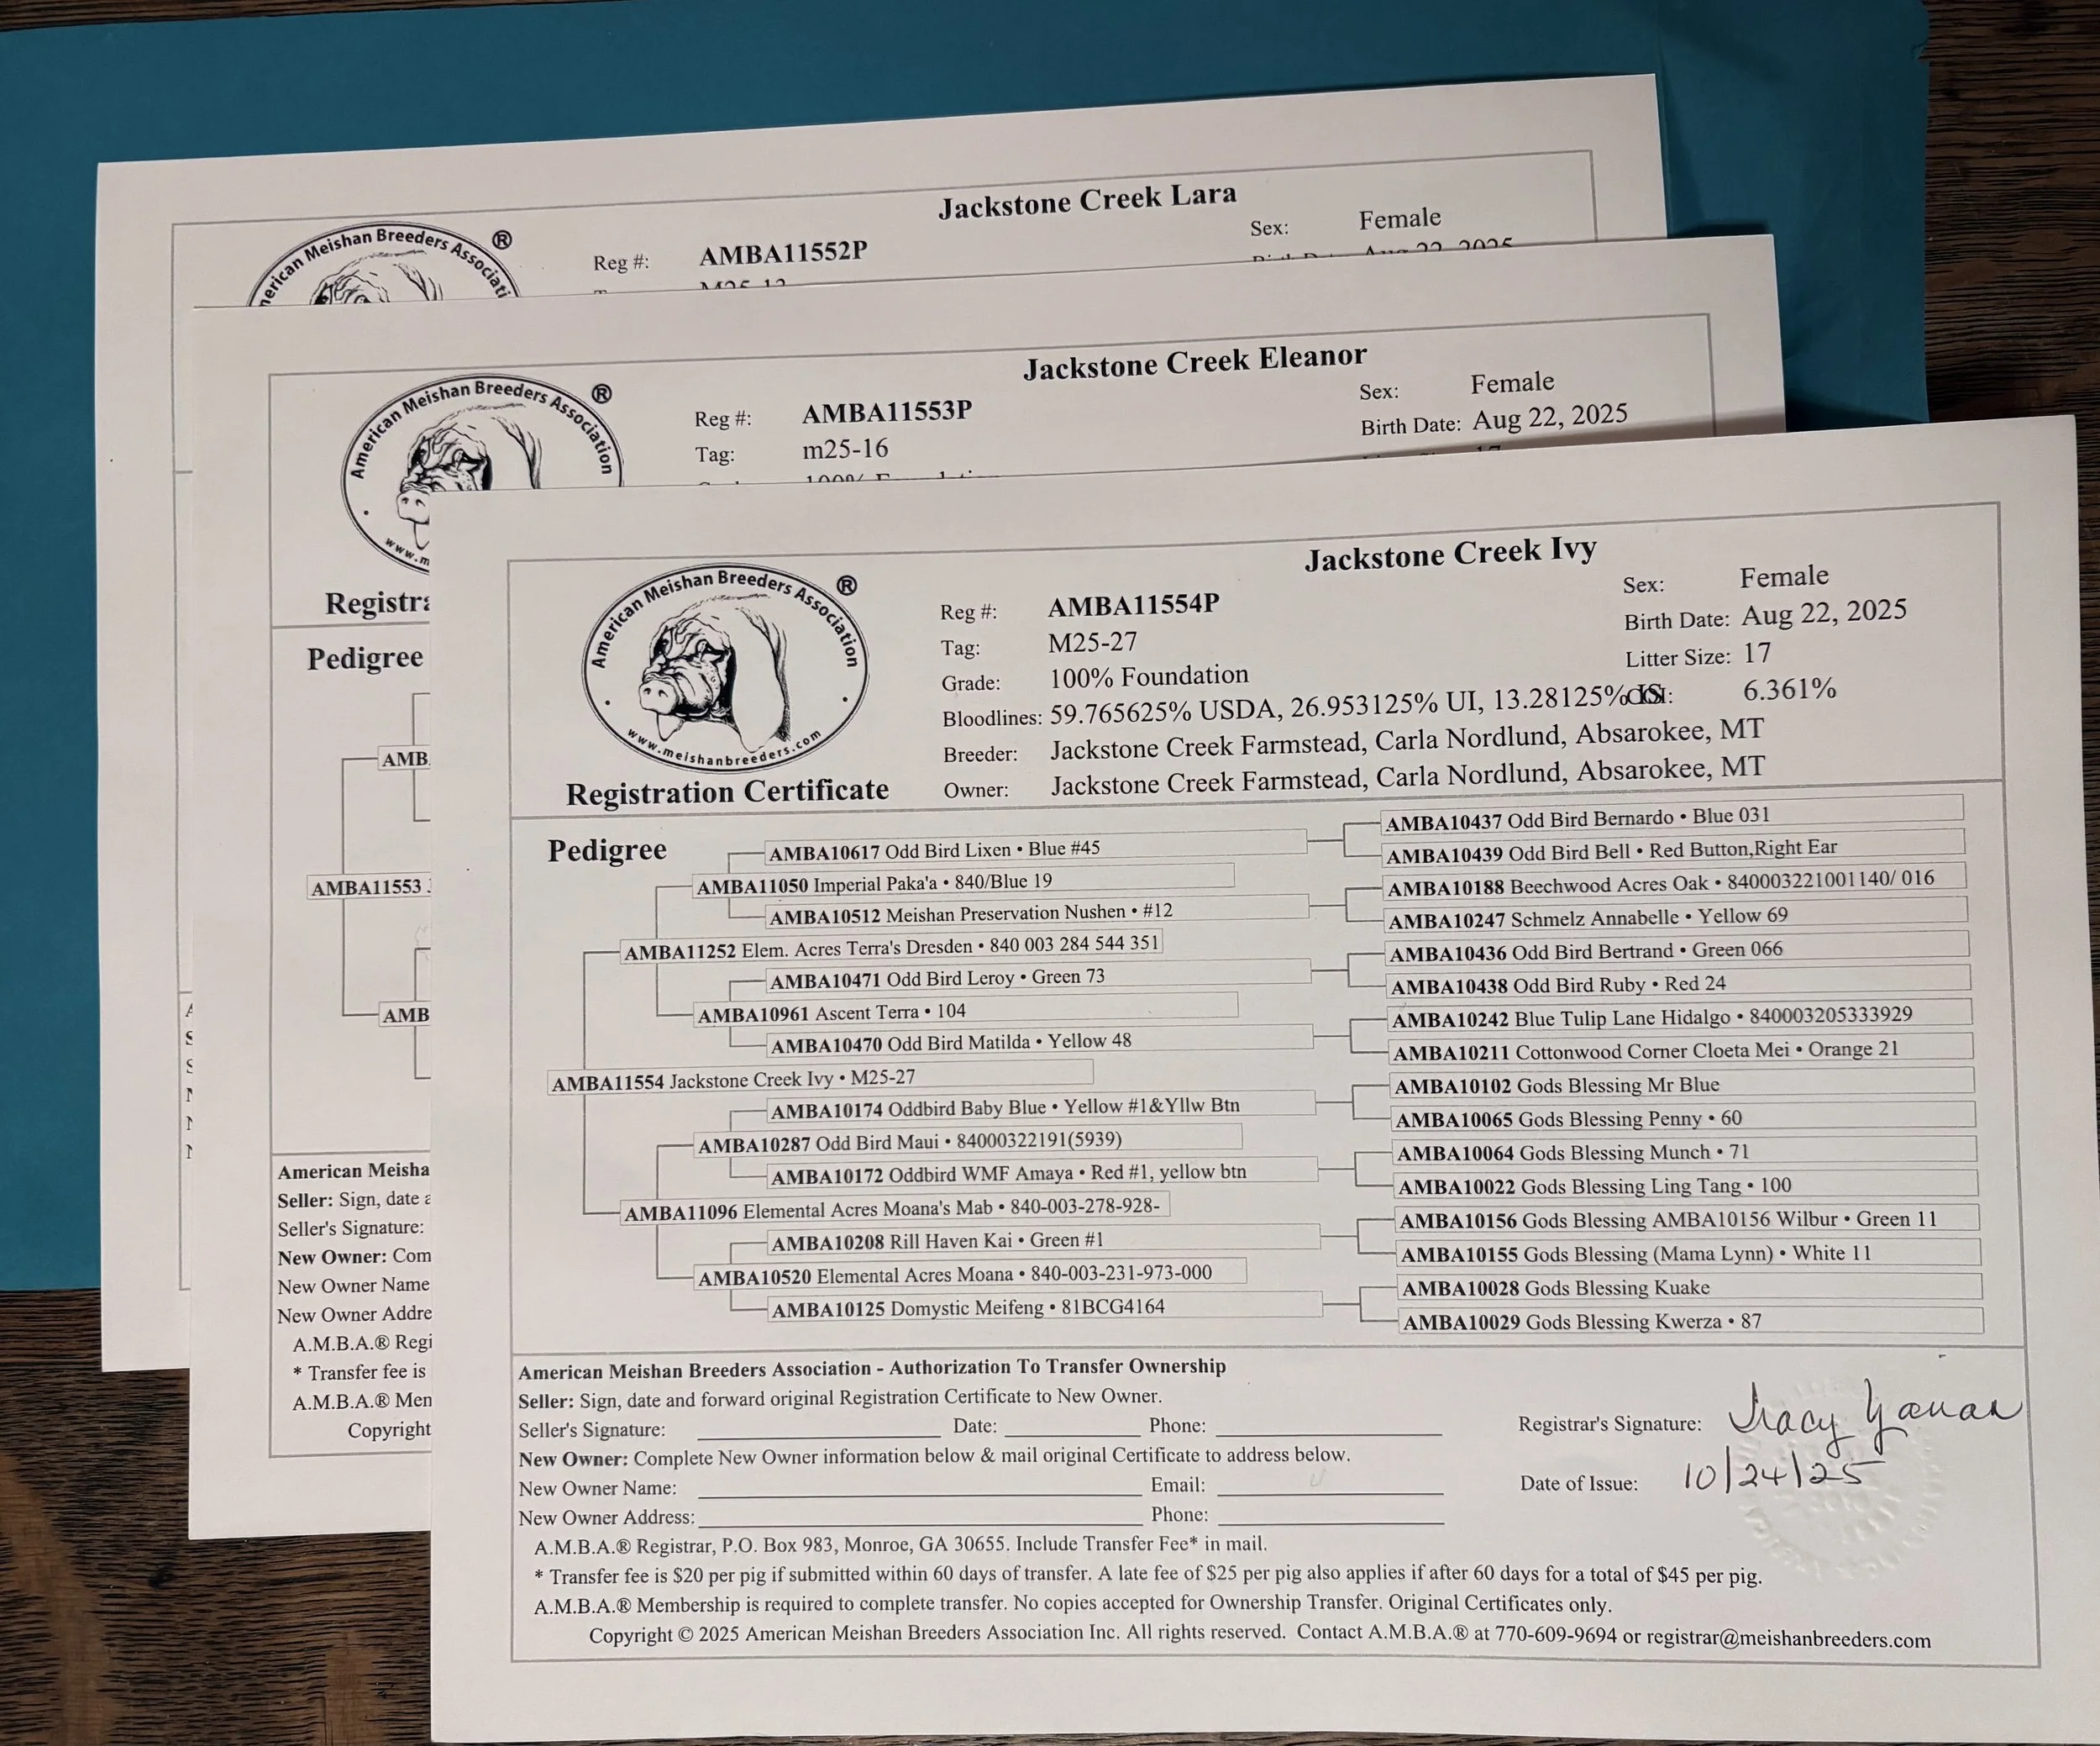 Jackstone Creek Lara
American Meishan Breeders
®
Reg #: AMBA11552P
Sex: Female
Aug 22, 2025
Jackstone Creek Eleanor
American Meishan Breeders Association
®
Reg #: AMBA11553P
Tag: m25-16
Sex: Female
Birth Date: Aug 22, 2025
Pedigree
AMBA11553
American
Seller: Sign, date
Seller's Signature:
New Owner:
New Owner Name
New Owner
A.M.B.A.®
* Transfer fee is
A.M.B.A.®
Copyright
Jackstone Creek Ivy
American Meishan Breeders Association
®
www.meishanbreeders.com
Registration Certificate
Reg #: AMBA11554P
Tag: M25-27
Grade: 100% Foundation
Bloodlines: 59.765625% USDA, 26.953125% UI, 13.28125%
Breeder: Jackstone Creek Farmstead, Carla Nordlund, Absarokee, MT
Owner: Jackstone Creek Farmstead, Carla Nordlund, Absarokee, MT
Sex: Female
Birth Date: Aug 22, 2025
Litter Size: 17
6.361%
Pedigree
AMBA10617 Odd Bird Lixen • Blue #45
AMBA11050 Imperial Paka'a • 840/Blue 19
AMBA10512 Meishan Preservation Nushen • #12
AMBA11252 Elem. Acres Terra's Dresden • 840 003 284 544 351
AMBA10471 Odd Bird Leroy • Green 73
AMBA10961 Ascent Terra • 104
AMBA10470 Odd Bird Matilda • Yellow 48
AMBA11554 Jackstone Creek Ivy • M25-27
AMBA10174 Oddbird Baby Blue • Yellow #1&Yllw Btn
AMBA10287 Odd Bird Maui • 84000322191(5939)
AMBA10172 Oddbird WMF Amaya • Red #1, yellow btn
AMBA11096 Elemental Acres Moana's Mab • 840-003-278-928-
AMBA10208 Rill Haven Kai • Green #1
AMBA10520 Elemental Acres Moana • 840-003-231-973-000
AMBA10125 Domystic Meifeng • 81BCG4164
AMBA10437 Odd Bird Bernardo • Blue 031
AMBA10439 Odd Bird Bell • Red Button,Right Ear
AMBA10188 Beechwood Acres Oak • 840003221001140/ 016
AMBA10247 Schmelz Annabelle • Yellow 69
AMBA10436 Odd Bird Bertrand • Green 066
AMBA10438 Odd Bird Ruby • Red 24
AMBA10242 Blue Tulip Lane Hidalgo • 840003205333929
AMBA10211 Cottonwood Corner Cloeta Mei • Orange 21
AMBA10102 Gods Blessing Mr Blue
AMBA10065 Gods Blessing Penny • 60
AMBA10064 Gods Blessing Munch • 71
AMBA10022 Gods Blessing Ling Tang • 100
AMBA10156 Gods Blessing AMBA10156 Wilbur • Green 11
AMBA10155 Gods Blessing (Mama Lynn) • White 11
AMBA10028 Gods Blessing Kuake
AMBA10029 Gods Blessing Kwerza • 87
American Meishan Breeders Association - Authorization To Transfer Ownership
Seller: Sign, date and forward original Registration Certificate to New Owner.
Seller's Signature: Date: Phone:
New Owner: Complete New Owner information below & mail original Certificate to address below.
New Owner Name: Email:
New Owner Address: Phone:
Registrar's Signature: Tracy
Date of Issue: 10/24/25
A.M.B.A.® Registrar, P.O. Box 983, Monroe, GA 30655. Include Transfer Fee* in mail.
* Transfer fee is $20 per pig if submitted within 60 days of transfer. A late fee of $25 per pig also applies if after 60 days for a total of $45 per pig.
A.M.B.A.® Membership is required to complete transfer. No copies accepted for Ownership Transfer. Original Certificates only.
Copyright © 2025 American Meishan Breeders Association Inc. All rights reserved. Contact A.M.B.A.® at 770-609-9694 or registrar@meishanbreeders.com